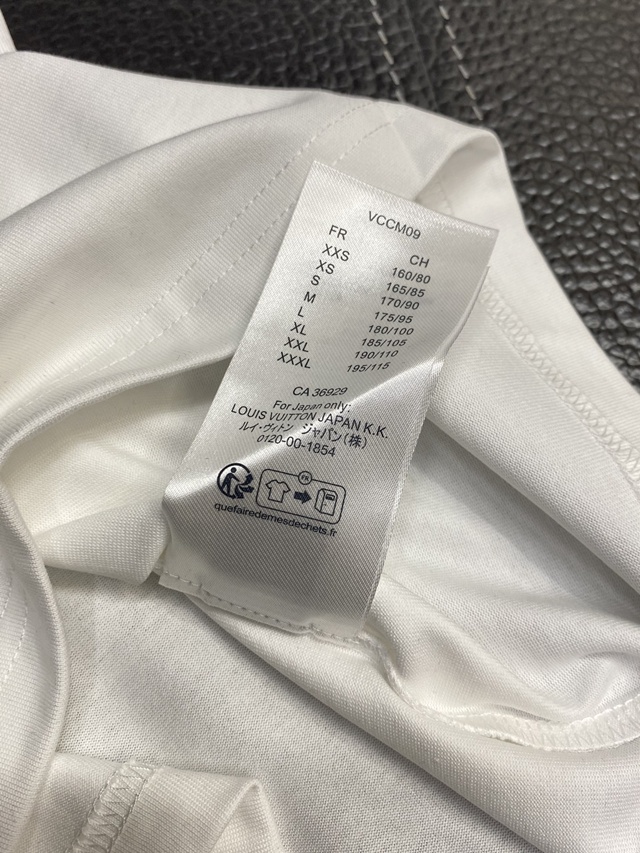 VCCM09
FR CH
XXS 160/80
XS 165/85
S 170/90
M 175/95
L 180/100
XL 185/105
XXL 190/110
XXXL 195/115
CA 36929
For Japan only:
LOUIS VUITTON JAPAN K.K.
ルイ・ヴィトン ジャパン(株)
0120-00-1854
FR
quefairedemesdechets.fr